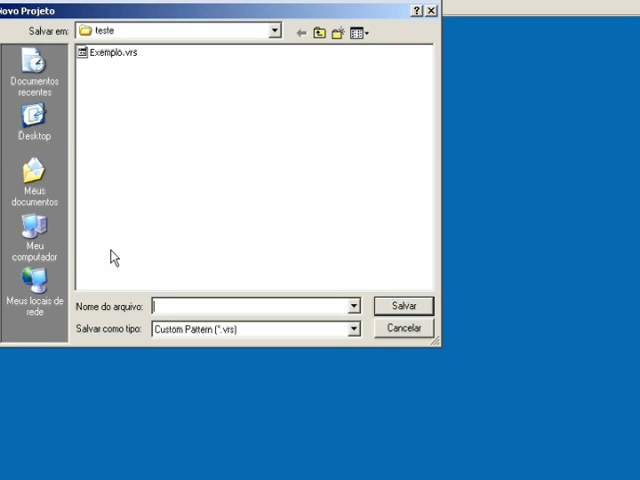 Novo Projeto
Salvar em:
teste
Exemplo.vrs
Documentos
recentes
Desktop
Meus
documentos
Meu
computador
Meus locais de
rede
Nome do arquivo:
Salvar
Salvar como tipo:
Custom Pattern (*.vrs)
Cancelar